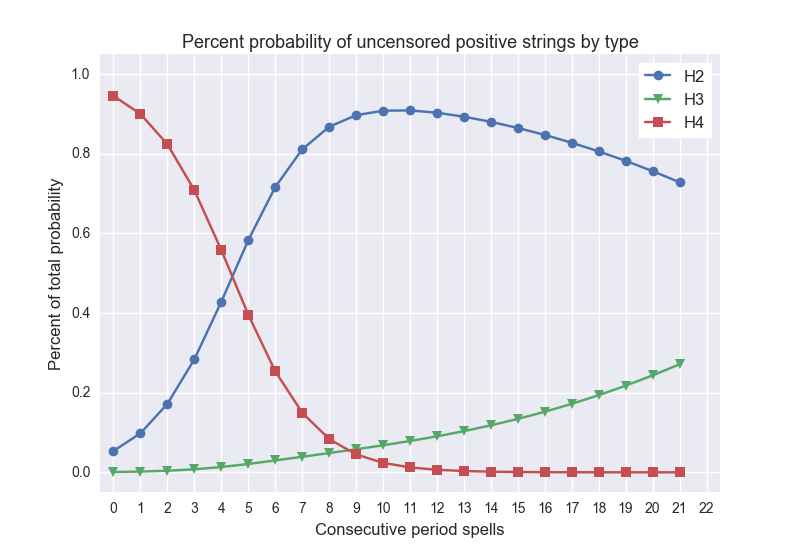 Percent probability of uncensored positive strings by type
H2
H3
H4
Percent of total probability
1.0
0.8
0.6
0.4
0.2
0.0
0 1 2 3 4 5 6 7 8 9 10 11 12 13 14 15 16 17 18 19 20 21 22
Consecutive period spells